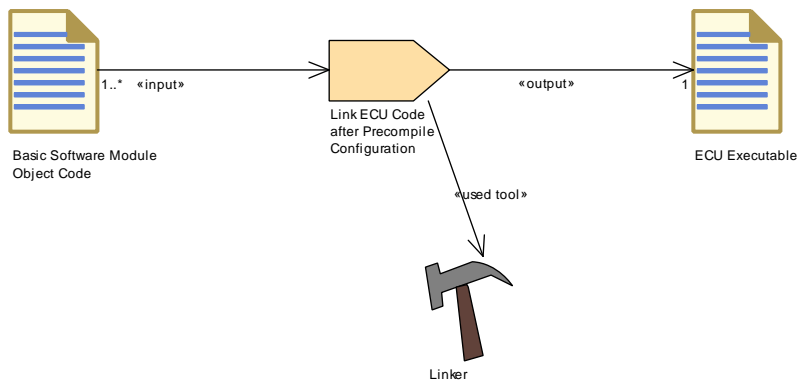 1..* «input»
«output»
1
Link ECU Code
after Precompile
Configuration
Basic Software Module
Object Code
ECU Executable
«used tool»
Linker